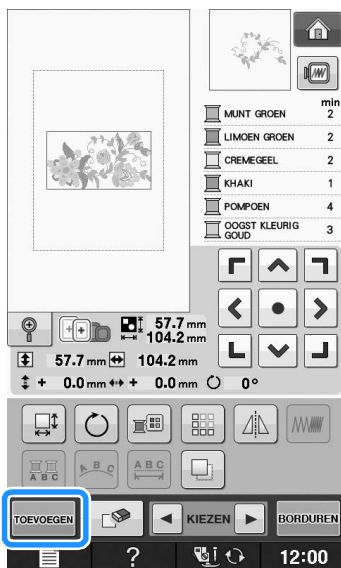 min
MUNT GROEN 2
LIMOEN GROEN 2
CREMEGEEL 2
KHAKI 1
POMPOEN 4
OOGST KLEURIG
GOUD 3
57.7 mm
104.2 mm
57.7 mm 104.2 mm
+ 0.0 mm + 0.0 mm 0°
A B C
A B C
A B C
TOEVOEGEN
KIEZEN
BORDUREN
?
12:00